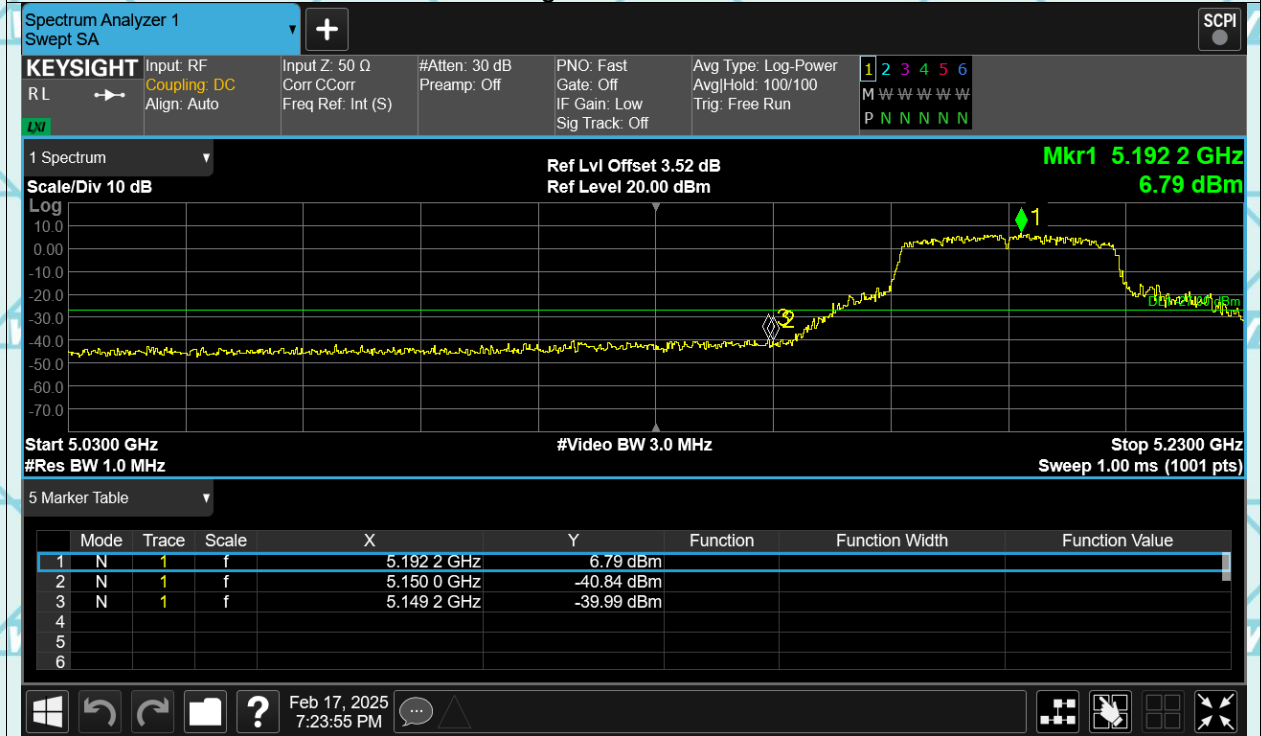 Spectrum Analyzer 1
Swept SA
SCPI
KEYSIGHT
R L
LXI
Input: RF
Coupling: DC
Align: Auto
Input Z: 50 Ω
Corr CCorr
Freq Ref: Int (S)
#Atten: 30 dB
Preamp: Off
PNO: Fast
Gate: Off
IF Gain: Low
Sig Track: Off
Avg Type: Log-Power
Avg|Hold: 100/100
Trig: Free Run
1 2 3 4 5 6
M W W W W W
P N N N N N
1 Spectrum
Scale/Div 10 dB
Ref Lvl Offset 3.52 dB
Ref Level 20.00 dBm
Mkr1 5.192 2 GHz
6.79 dBm
Log
10.0
0.00
-10.0
-20.0
-30.0
-40.0
-50.0
-60.0
-70.0
1
3
2
dBm
Start 5.0300 GHz
#Video BW 3.0 MHz
Stop 5.2300 GHz
#Res BW 1.0 MHz
Sweep 1.00 ms (1001 pts)
5 Marker Table
Mode Trace Scale X Y Function Function Width Function Value
1 N 1 f 5.192 2 GHz 6.79 dBm
2 N 1 f 5.150 0 GHz -40.84 dBm
3 N 1 f 5.149 2 GHz -39.99 dBm
4
5
6
?
Feb 17, 2025
7:23:55 PM